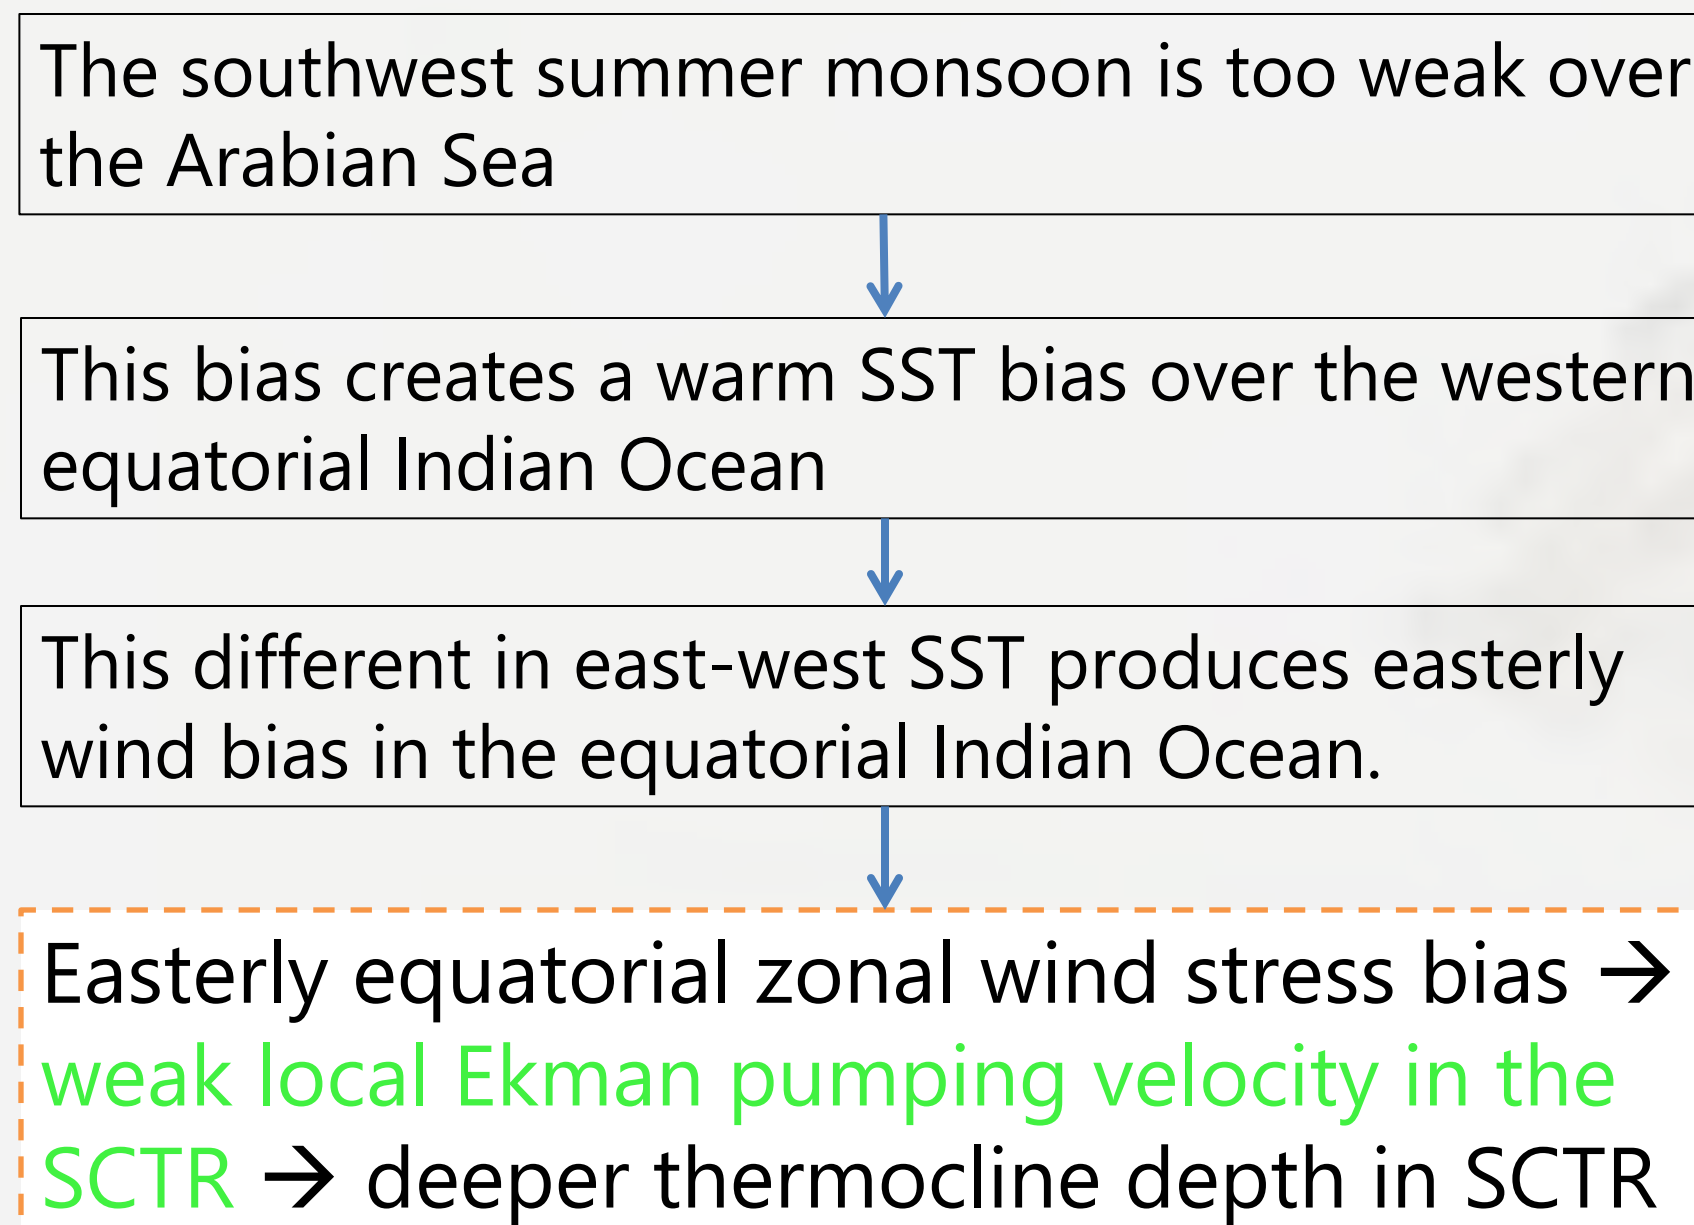 The southwest summer monsoon is too weak over
the Arabian Sea
This bias creates a warm SST bias over the western
equatorial Indian Ocean
This different in east-west SST produces easterly
wind bias in the equatorial Indian Ocean.
Easterly equatorial zonal wind stress bias →
weak local Ekman pumping velocity in the
SCTR → deeper thermocline depth in SCTR